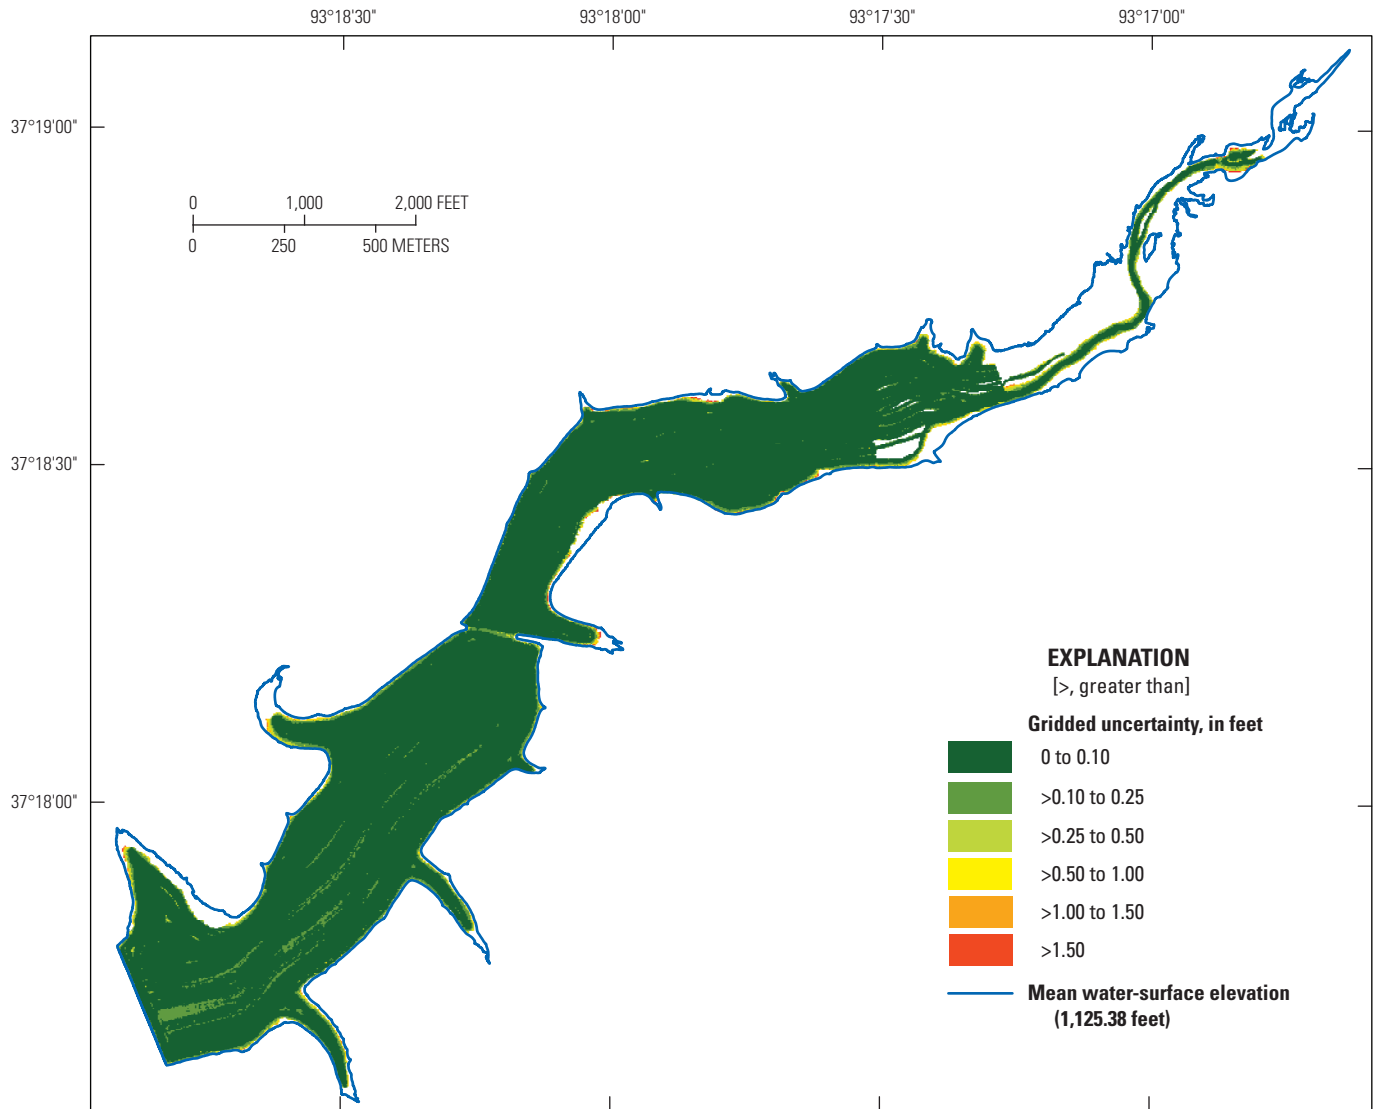 93°18'30" 93°18'00" 93°17'30" 93°17'00"
37°19'00"
0 1,000 2,000 FEET
0 250 500 METERS
37°18'30"
37°18'00"
EXPLANATION
[>, greater than]
Gridded uncertainty, in feet
0 to 0.10
>0.10 to 0.25
>0.25 to 0.50
>0.50 to 1.00
>1.00 to 1.50
>1.50
Mean water-surface elevation
(1,125.38 feet)